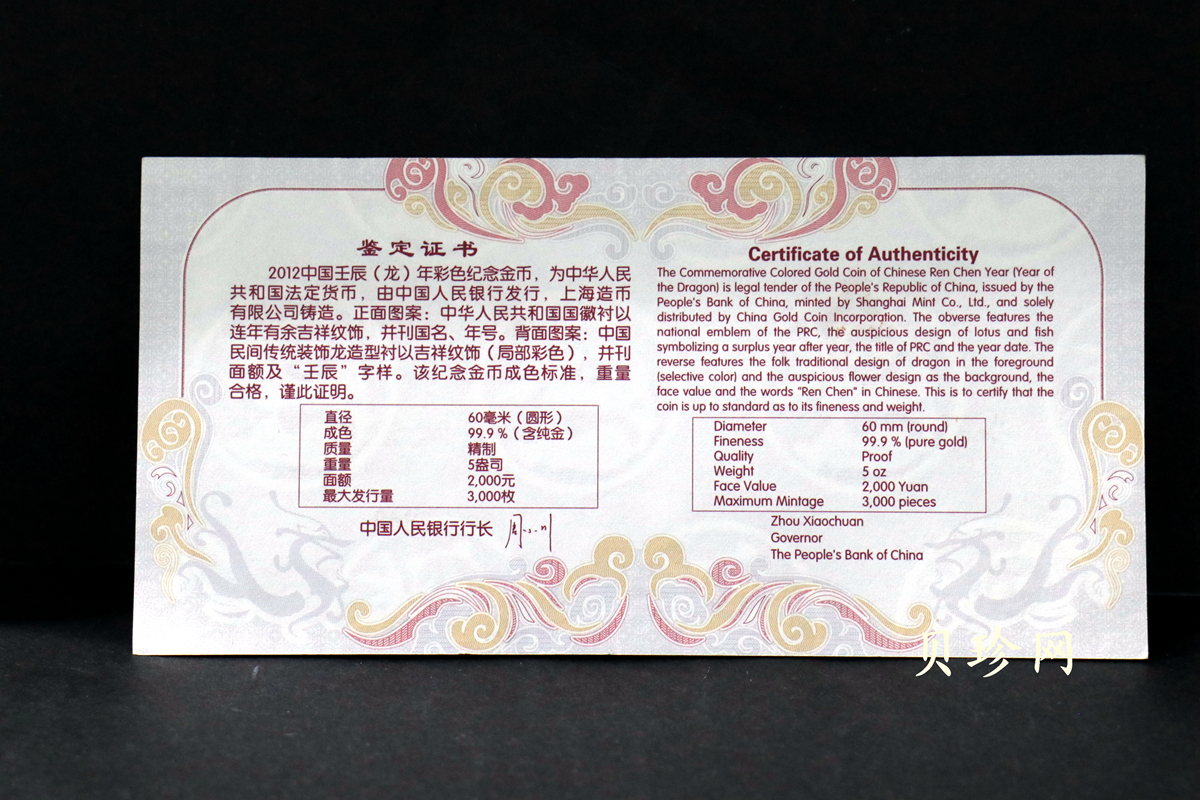 鉴定证书
2012中国壬辰（龙）年彩色纪念金币，为中华人民
共和国法定货币，由中国人民银行发行，上海造币
有限公司铸造。正面图案：中华人民共和国国徽衬以
连年有余吉祥纹饰，并刊国名、年号。背面图案：中国
民间传统装饰龙造型衬以吉祥纹饰（局部彩色），并刊
面额及“壬辰”字样。该纪念金币成色标准，重量
合格，谨此证明。
直径 60毫米（圆形）
成色 99.9％（含纯金）
质量 精制
重量 5盎司
面额 2,000元
最大发行量 3,000枚
中国人民银行行长
Certificate of Authenticity
The Commemorative Colored Gold Coin of Chinese Ren Chen Year (Year of
the Dragon) is legal tender of the People's Republic of China, issued by the
People's Bank of China, minted by Shanghai Mint Co., Ltd., and solely
distributed by China Gold Coin Incorporation. The obverse features the
national emblem of the PRC, the auspicious design of lotus and fish
symbolizing a surplus year after year, the title of PRC and the year date. The
reverse features the folk traditional design of dragon in the foreground
(selective color) and the auspicious flower design as the background, the
face value and the words "Ren Chen" in Chinese. This is to certify that the
coin is up to standard as to its fineness and weight.
Diameter 60 mm (round)
Fineness 99.9 % (pure gold)
Quality Proof
Weight 5 oz
Face Value 2,000 Yuan
Maximum Mintage 3,000 pieces
Zhou Xiaochuan
Governor
The People's Bank of China
贝珍网